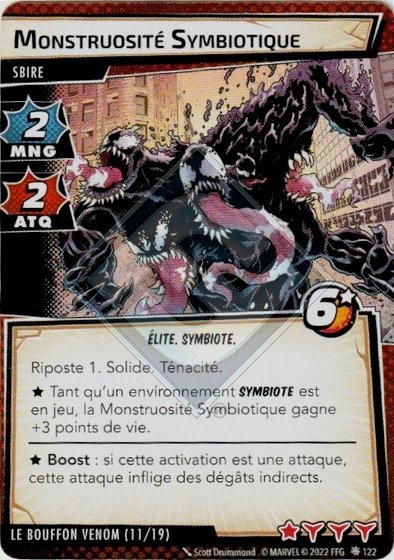 Monstruosité Symbiotique
SBIRE
2
MNG
2
ATQ
6
ÉLITE. SYMBIOTE.
Riposte 1. Solide. Ténacité.
★ Tant qu'un environnement SYMBIOTE est
en jeu, la Monstruosité Symbiotique gagne
+3 points de vie.
★ Boost : si cette activation est une attaque,
cette attaque inflige des dégâts indirects.
LE BOUFFON VENOM (11/19)
Scott Drummond. © MARVEL © 2022 FFG 122